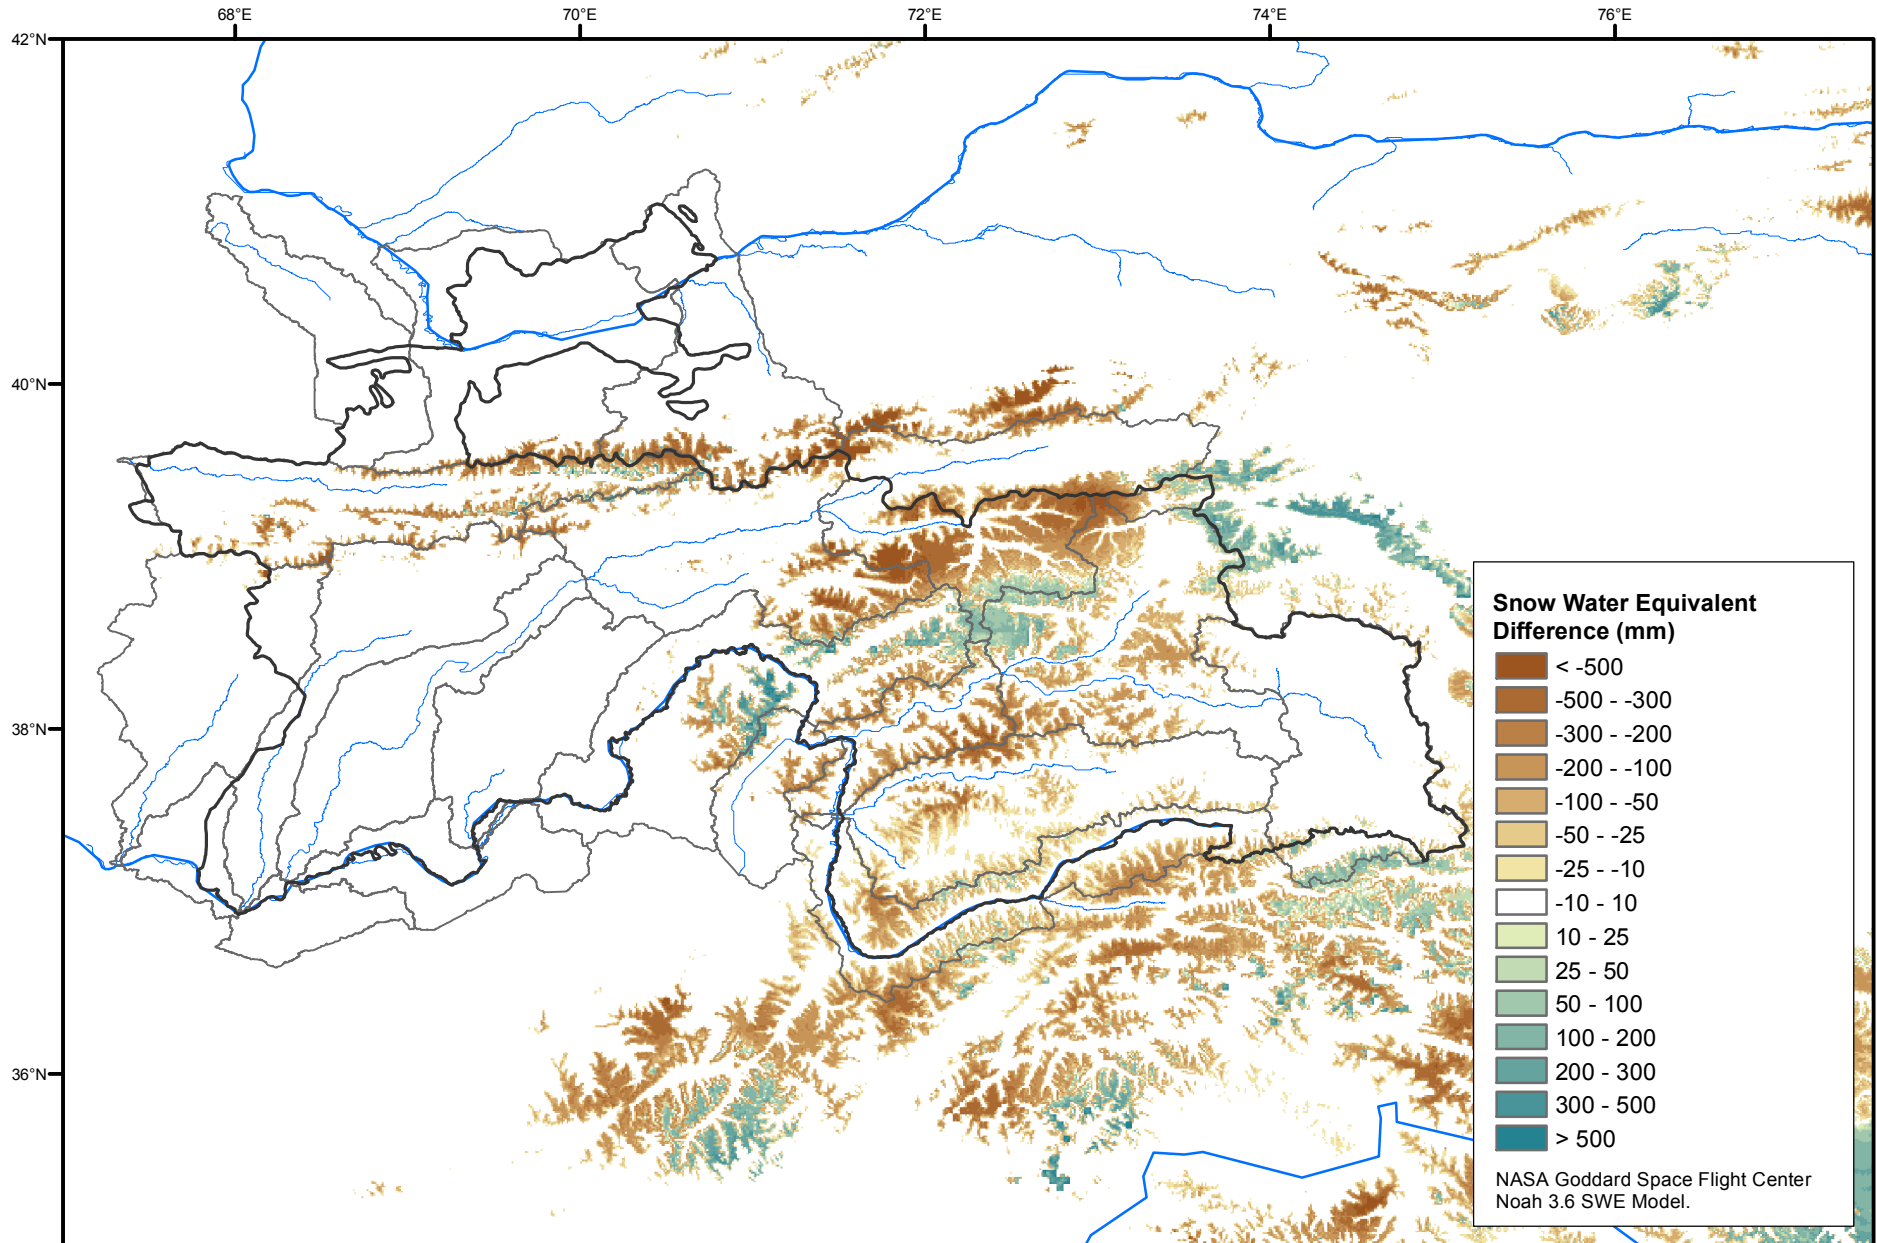 68°E
70°E
72°E
74°E
76°E
42°N
40°N
38°N
36°N
Snow Water Equivalent
Difference (mm)
< -500
-500 - -300
-300 - -200
-200 - -100
-100 - -50
-50 - -25
-25 - -10
-10 - 10
10 - 25
25 - 50
50 - 100
100 - 200
200 - 300
300 - 500
> 500
NASA Goddard Space Flight Center
Noah 3.6 SWE Model.